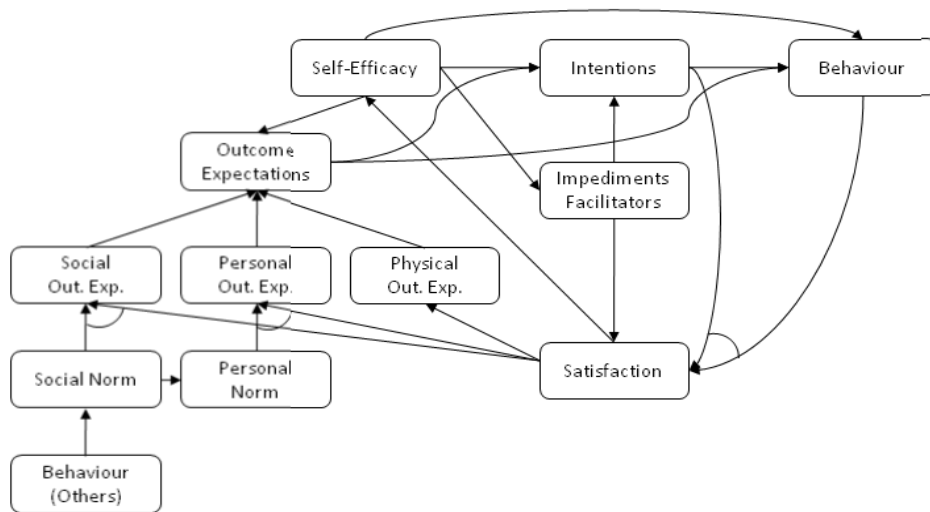 Self-Efficacy
Intentions
Behaviour
Outcome
Expectations
Impediments
Facilitators
Social
Out. Exp.
Personal
Out. Exp.
Physical
Out. Exp.
Social Norm
Personal
Norm
Satisfaction
Behaviour
(Others)